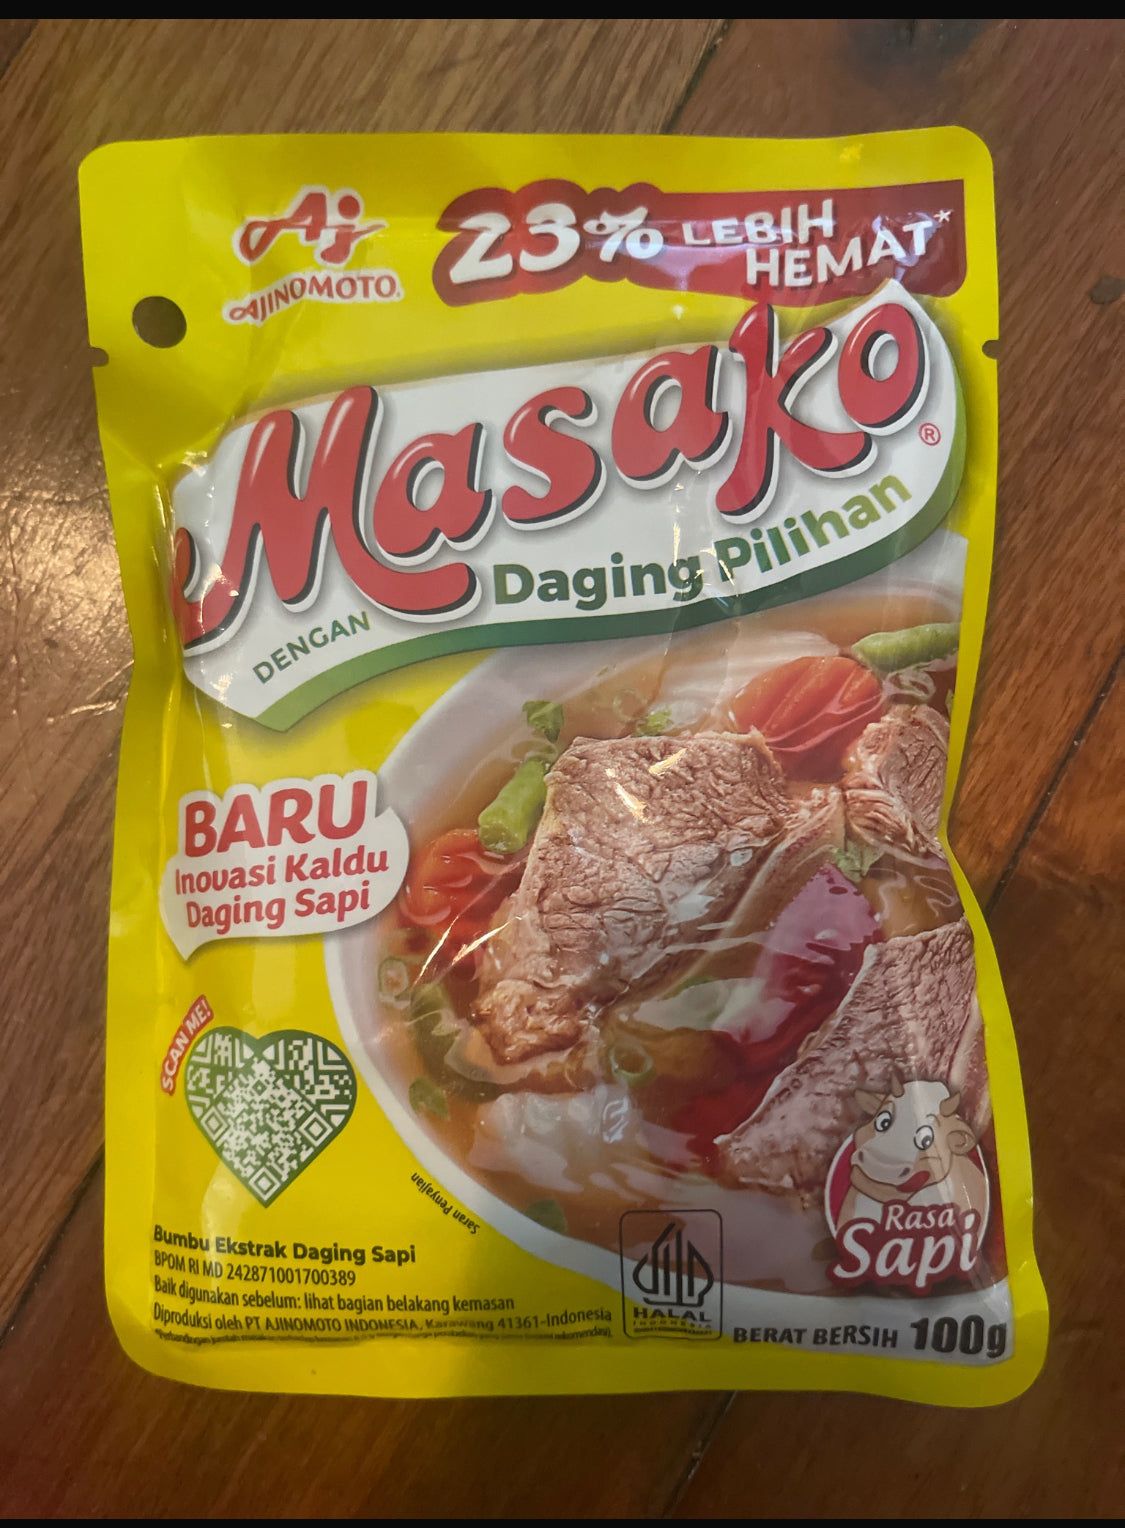 Aj
AJINOMOTO®
23% LEBIH
HEMAT*
Masako®
DENGAN Daging Pilihan
BARU
Inovasi Kaldu
Daging Sapi
SCAN ME!
Saran Penyajian
Rasa
Sapi
Bumbu Ekstrak Daging Sapi
BPOM RI MD 242871001700389
Baik digunakan sebelum: lihat bagian belakang kemasan
Diproduksi oleh PT AJINOMOTO INDONESIA, Karawang 41361-Indonesia
HALAL
INDONESIA
BERAT BERSIH 100g